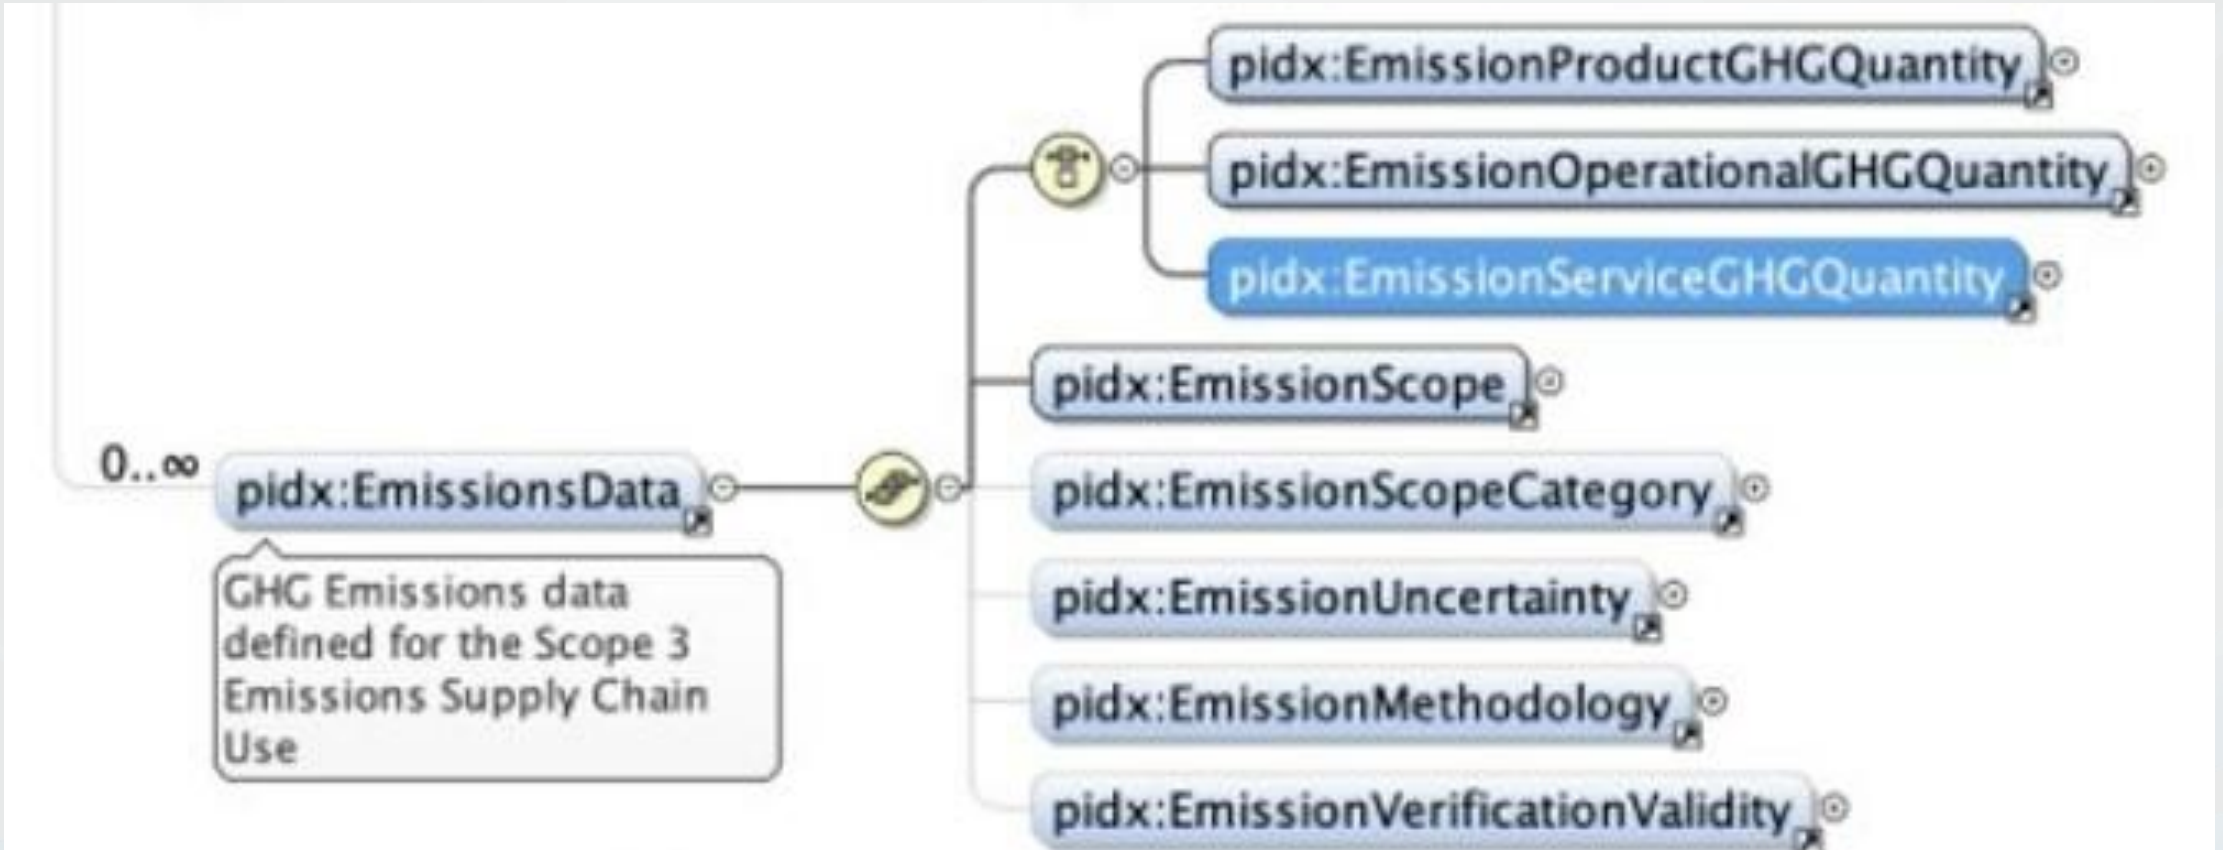 pidx:EmissionProductGHGQuantity
pidx:EmissionOperationalGHGQuantity
pidx:EmissionServiceGHGQuantity
pidx:EmissionScope
0..∞
pidx:EmissionsData
pidx:EmissionScopeCategory
GHG Emissions data
defined for the Scope 3
Emissions Supply Chain
Use
pidx:EmissionUncertainty
pidx:EmissionMethodology
pidx:EmissionVerificationValidity